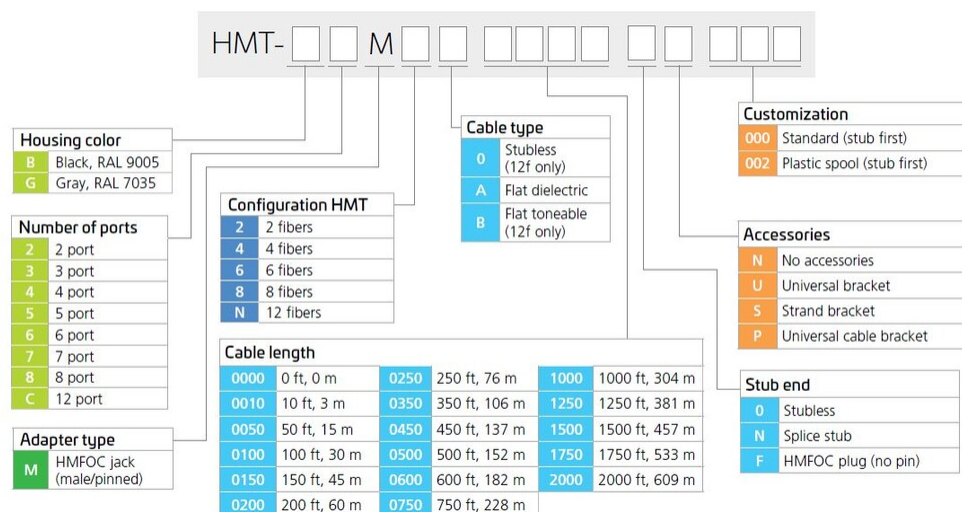 HMT- M
Housing color
B Black, RAL 9005
G Gray, RAL 7035
Number of ports
2 2 port
3 3 port
4 4 port
5 5 port
6 6 port
7 7 port
8 8 port
C 12 port
Adapter type
M HMFOC jack
(male/pinned)
Configuration HMT
2 2 fibers
4 4 fibers
6 6 fibers
8 8 fibers
N 12 fibers
Cable type
0 Stubless
(12f only)
A Flat dielectric
B Flat toneable
(12f only)
Cable length
0000 0 ft, 0 m 0250 250 ft, 76 m 1000 1000 ft, 304 m
0010 10 ft, 3 m 0350 350 ft, 106 m 1250 1250 ft, 381 m
0050 50 ft, 15 m 0450 450 ft, 137 m 1500 1500 ft, 457 m
0100 100 ft, 30 m 0500 500 ft, 152 m 1750 1750 ft, 533 m
0150 150 ft, 45 m 0600 600 ft, 182 m 2000 2000 ft, 609 m
0200 200 ft, 60 m 0750 750 ft, 228 m
Customization
000 Standard (stub first)
002 Plastic spool (stub first)
Accessories
N No accessories
U Universal bracket
S Strand bracket
P Universal cable bracket
Stub end
0 Stubless
N Splice stub
F HMFOC plug (no pin)